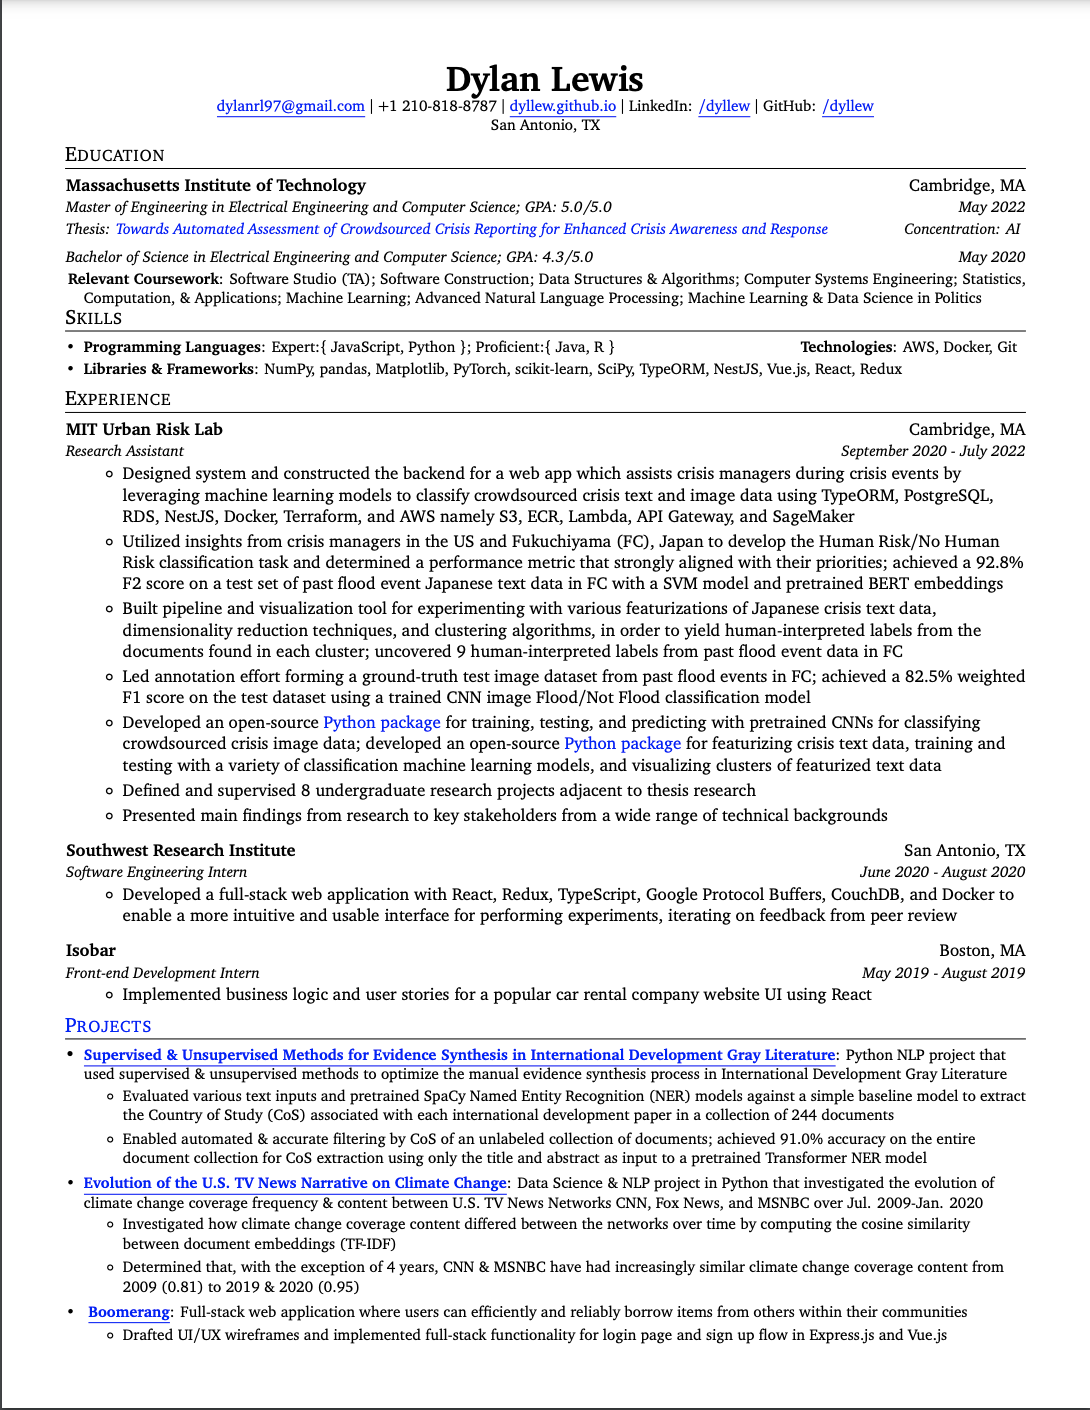 Dylan Lewis
dylanrl97@gmail.com | +1 210-818-8787 | dyllew.github.io | LinkedIn: /dyllew | GitHub: /dyllew
San Antonio, TX
EDUCATION
Massachusetts Institute of Technology Cambridge, MA
Master of Engineering in Electrical Engineering and Computer Science; GPA: 5.0/5.0 May 2022
Thesis: Towards Automated Assessment of Crowdsourced Crisis Reporting for Enhanced Crisis Awareness and Response Concentration: AI
Bachelor of Science in Electrical Engineering and Computer Science; GPA: 4.3/5.0 May 2020
Relevant Coursework: Software Studio (TA); Software Construction; Data Structures & Algorithms; Computer Systems Engineering; Statistics,
Computation, & Applications; Machine Learning; Advanced Natural Language Processing; Machine Learning & Data Science in Politics
SKILLS
• Programming Languages: Expert:{ JavaScript, Python }; Proficient:{ Java, R } Technologies: AWS, Docker, Git
• Libraries & Frameworks: NumPy, pandas, Matplotlib, PyTorch, scikit-learn, SciPy, TypeORM, NestJS, Vue.js, React, Redux
EXPERIENCE
MIT Urban Risk Lab Cambridge, MA
Research Assistant September 2020 - July 2022
◦ Designed system and constructed the backend for a web app which assists crisis managers during crisis events by
leveraging machine learning models to classify crowdsourced crisis text and image data using TypeORM, PostgreSQL,
RDS, NestJS, Docker, Terraform, and AWS namely S3, ECR, Lambda, API Gateway, and SageMaker
◦ Utilized insights from crisis managers in the US and Fukuchiyama (FC), Japan to develop the Human Risk/No Human
Risk classification task and determined a performance metric that strongly aligned with their priorities; achieved a 92.8%
F2 score on a test set of past flood event Japanese text data in FC with a SVM model and pretrained BERT embeddings
◦ Built pipeline and visualization tool for experimenting with various featurizations of Japanese crisis text data,
dimensionality reduction techniques, and clustering algorithms, in order to yield human-interpreted labels from the
documents found in each cluster; uncovered 9 human-interpreted labels from past flood event data in FC
◦ Led annotation effort forming a ground-truth test image dataset from past flood events in FC; achieved a 82.5% weighted
F1 score on the test dataset using a trained CNN image Flood/Not Flood classification model
◦ Developed an open-source Python package for training, testing, and predicting with pretrained CNNs for classifying
crowdsourced crisis image data; developed an open-source Python package for featurizing crisis text data, training and
testing with a variety of classification machine learning models, and visualizing clusters of featurized text data
◦ Defined and supervised 8 undergraduate research projects adjacent to thesis research
◦ Presented main findings from research to key stakeholders from a wide range of technical backgrounds
Southwest Research Institute San Antonio, TX
Software Engineering Intern June 2020 - August 2020
◦ Developed a full-stack web application with React, Redux, TypeScript, Google Protocol Buffers, CouchDB, and Docker to
enable a more intuitive and usable interface for performing experiments, iterating on feedback from peer review
Isobar Boston, MA
Front-end Development Intern May 2019 - August 2019
◦ Implemented business logic and user stories for a popular car rental company website UI using React
PROJECTS
• Supervised & Unsupervised Methods for Evidence Synthesis in International Development Gray Literature: Python NLP project that
used supervised & unsupervised methods to optimize the manual evidence synthesis process in International Development Gray Literature
◦ Evaluated various text inputs and pretrained SpaCy Named Entity Recognition (NER) models against a simple baseline model to extract
the Country of Study (CoS) associated with each international development paper in a collection of 244 documents
◦ Enabled automated & accurate filtering by CoS of an unlabeled collection of documents; achieved 91.0% accuracy on the entire
document collection for CoS extraction using only the title and abstract as input to a pretrained Transformer NER model
• Evolution of the U.S. TV News Narrative on Climate Change: Data Science & NLP project in Python that investigated the evolution of
climate change coverage frequency & content between U.S. TV News Networks CNN, Fox News, and MSNBC over Jul. 2009-Jan. 2020
◦ Investigated how climate change coverage content differed between the networks over time by computing the cosine similarity
between document embeddings (TF-IDF)
◦ Determined that, with the exception of 4 years, CNN & MSNBC have had increasingly similar climate change coverage content from
2009 (0.81) to 2019 & 2020 (0.95)
• Boomerang: Full-stack web application where users can efficiently and reliably borrow items from others within their communities
◦ Drafted UI/UX wireframes and implemented full-stack functionality for login page and sign up flow in Express.js and Vue.js